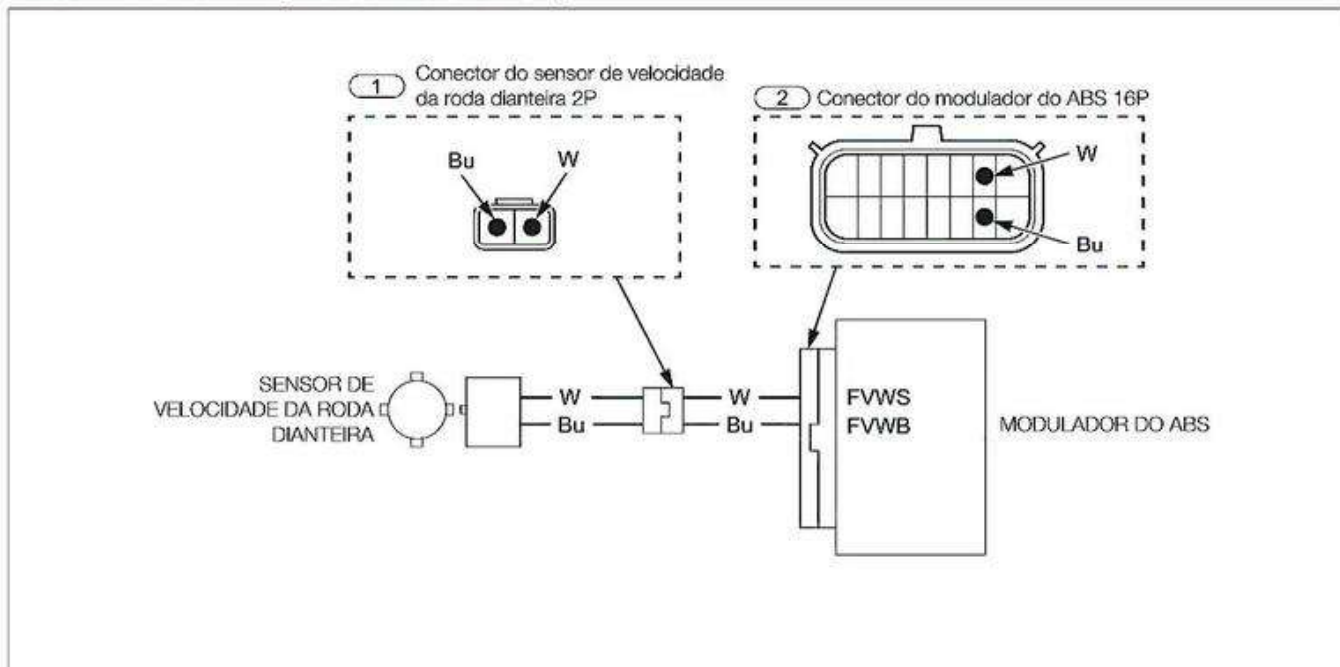 1 Conector do sensor de velocidade
da roda dianteira 2P
2 Conector do modulador do ABS 16P
Bu W
W
Bu
SENSOR DE
VELOCIDADE DA RODA
DIANTEIRA
W W FVWS
Bu Bu FVWB
MODULADOR DO ABS